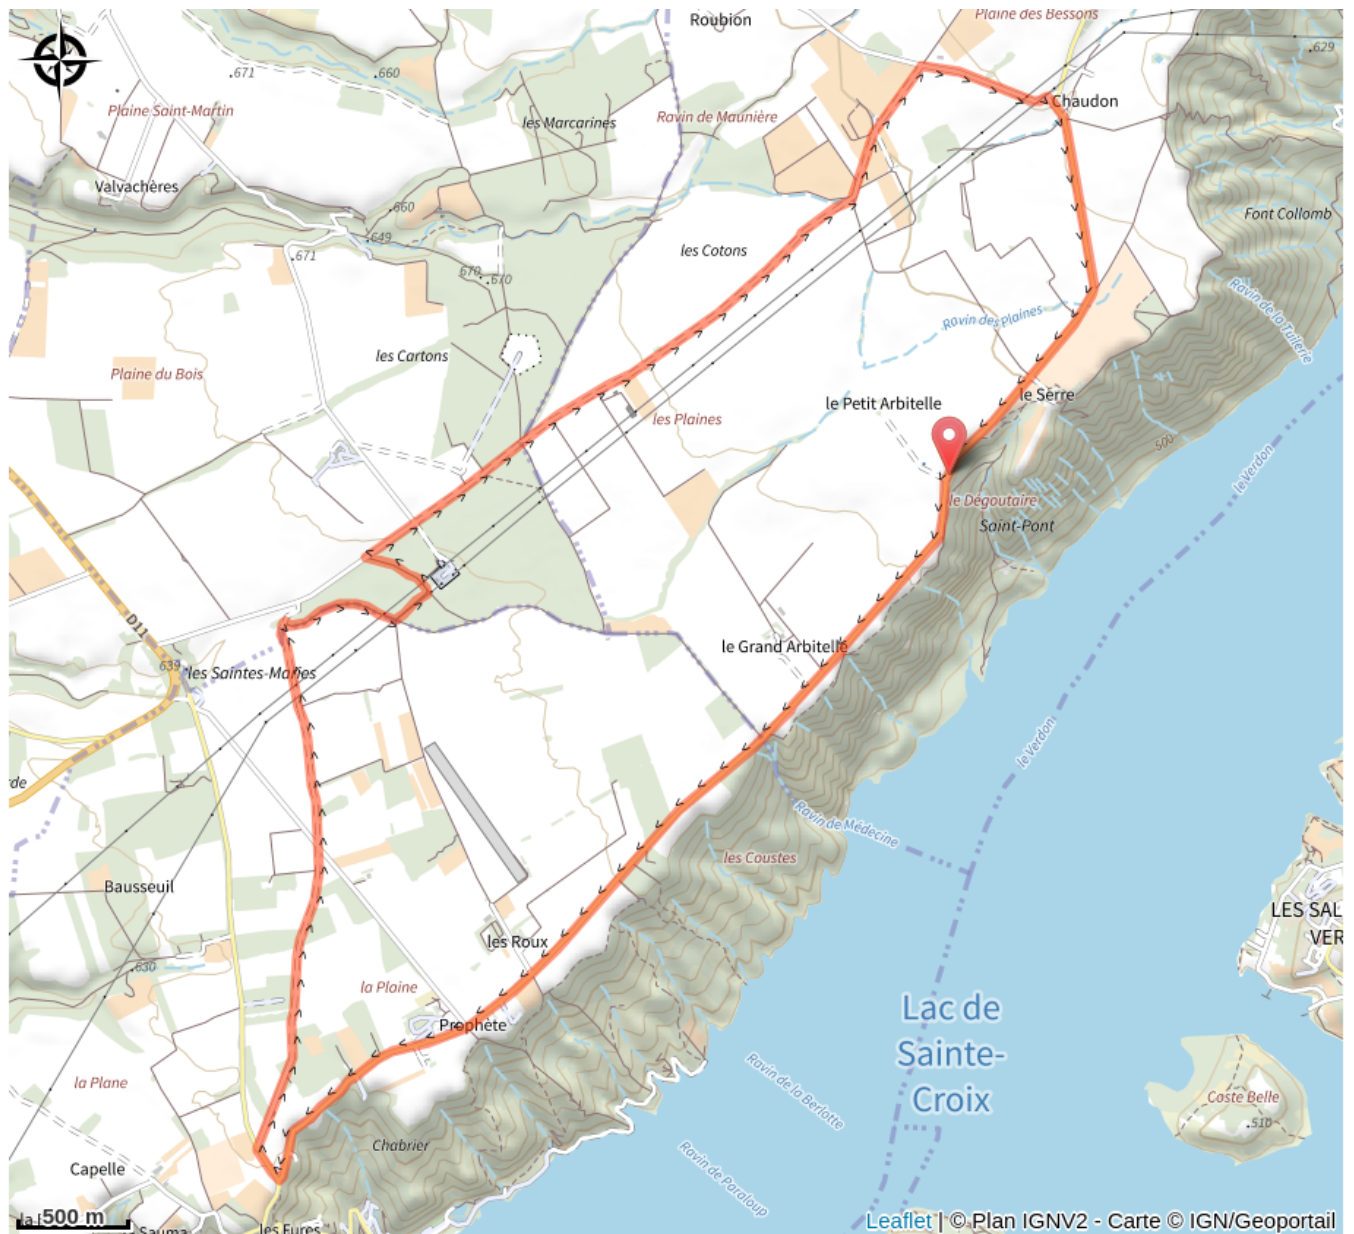 Roubion
Plaine des Bessons
.629
.671
.660
Plaine Saint-Martin
les Marcarines
Ravin de Maunière
Chaudon
Valvachères
.660
.649
.671
Font Collomb
les Cotons
670
.670
Ravin de la Tuilerie
Ravin des Plaines
les Cartons
Plaine du Bois
le Petit Arbitelle
le Serre
les Plaines
500
le Verdon
le Dégoutaire
Saint-Pont
D11
639
les Saintes-Maries
le Grand Arbitelle
le Verdon
rde
Ravin de Médecine
les Coustes
Bausseuil
LES SAL
VER
les Roux
.630
la Plaine
Prophète
Lac de
Sainte-
Croix
la Plane
Ravin de la Berlotte
Coste Belle
.510
Chabrier
Capelle
Ravin de Paraloup
500 m
Sauma
les Fures
Leaflet | © Plan IGNV2 - Carte © IGN/Geoportail